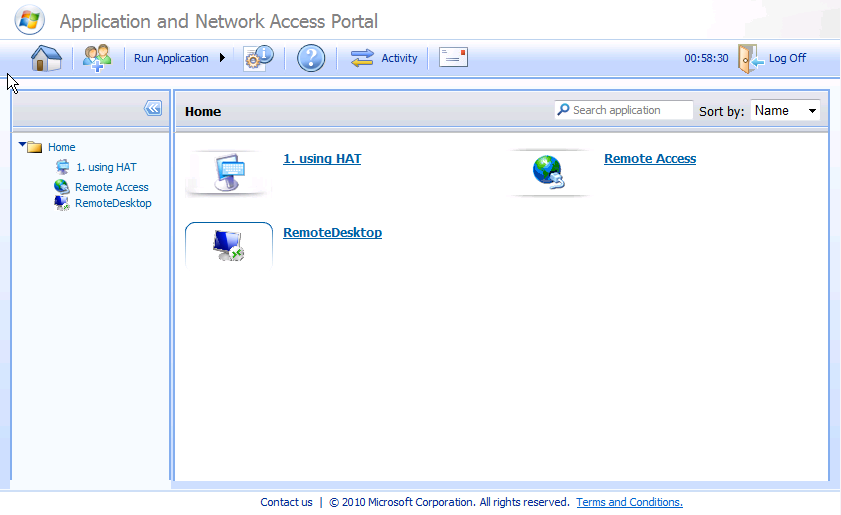 Application and Network Access Portal
Run Application Activity 00:58:30 Log Off
Home Search application Sort by: Name
Home
1. using HAT
Remote Access
RemoteDesktop
1. using HAT Remote Access
RemoteDesktop
Contact us | © 2010 Microsoft Corporation. All rights reserved. Terms and Conditions.